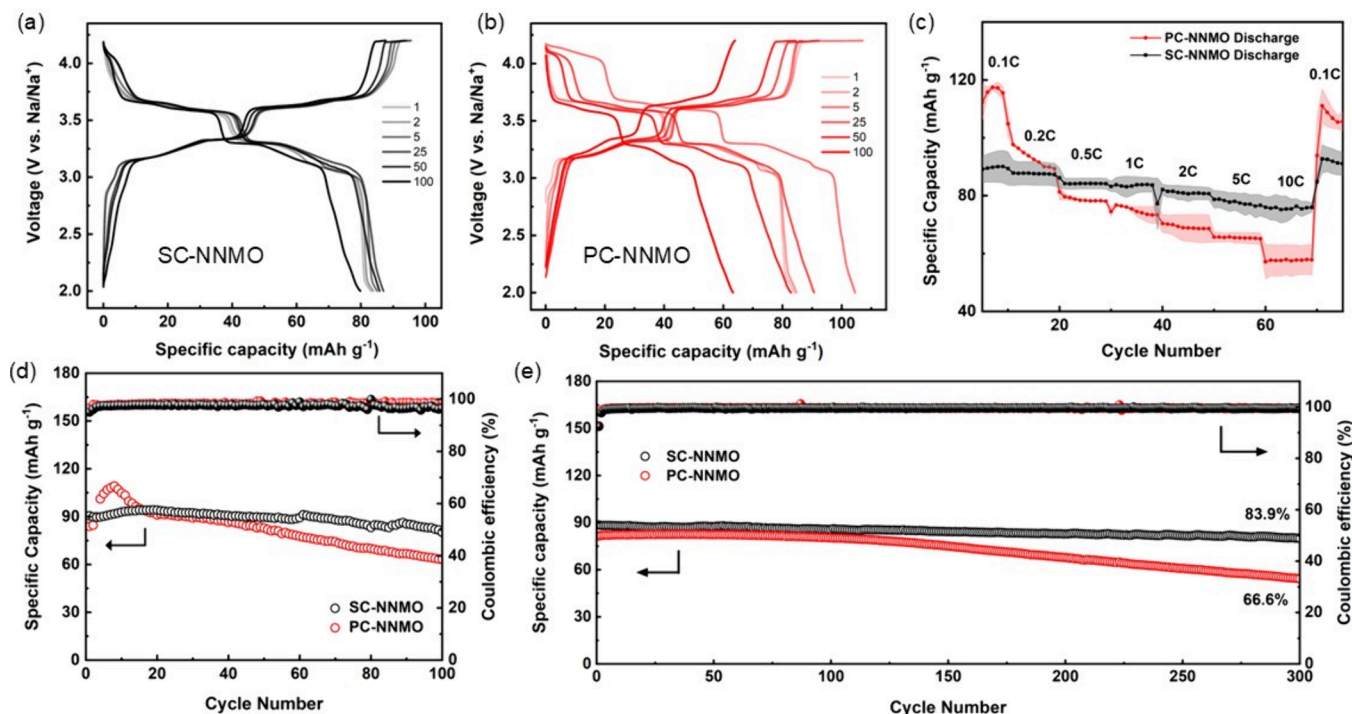 (a)
Voltage (V vs. Na/Na⁺)
4.0
3.5
3.0
2.5
2.0
1
2
5
25
50
100
SC-NNMO
0 20 40 60 80 100
Specific capacity (mAh g⁻¹)
(b)
Voltage (V vs. Na/Na⁺)
4.0
3.5
3.0
2.5
2.0
1
2
5
25
50
100
PC-NNMO
0 20 40 60 80 100
Specific capacity (mAh g⁻¹)
(c)
Specific Capacity (mAh g⁻¹)
120
80
40
PC-NNMO Discharge
SC-NNMO Discharge
0.1C
0.2C
0.5C
1C
2C
5C
10C
0.1C
20 40 60
Cycle Number
(d)
Specific Capacity (mAh g⁻¹)
180
150
120
90
60
30
0
SC-NNMO
PC-NNMO
100
80
60
40
20
0
Coulombic efficiency (%)
0 20 40 60 80 100
Cycle Number
(e)
Specific capacity (mAh g⁻¹)
180
150
120
90
60
30
0
SC-NNMO
PC-NNMO
83.9%
66.6%
100
80
60
40
20
0
Coulombic efficiency (%)
0 50 100 150 200 250 300
Cycle Number